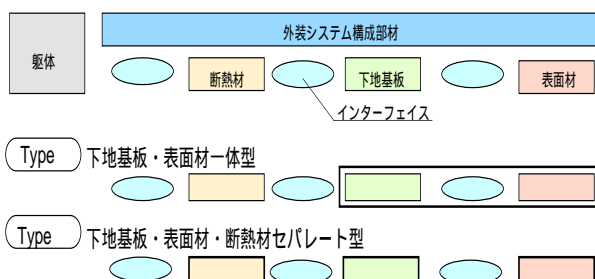 外装システム構成部材
躯体
断熱材
下地基板
表面材
インターフェイス
Type
下地基板・表面材一体型
Type
下地基板・表面材・断熱材セパレート型